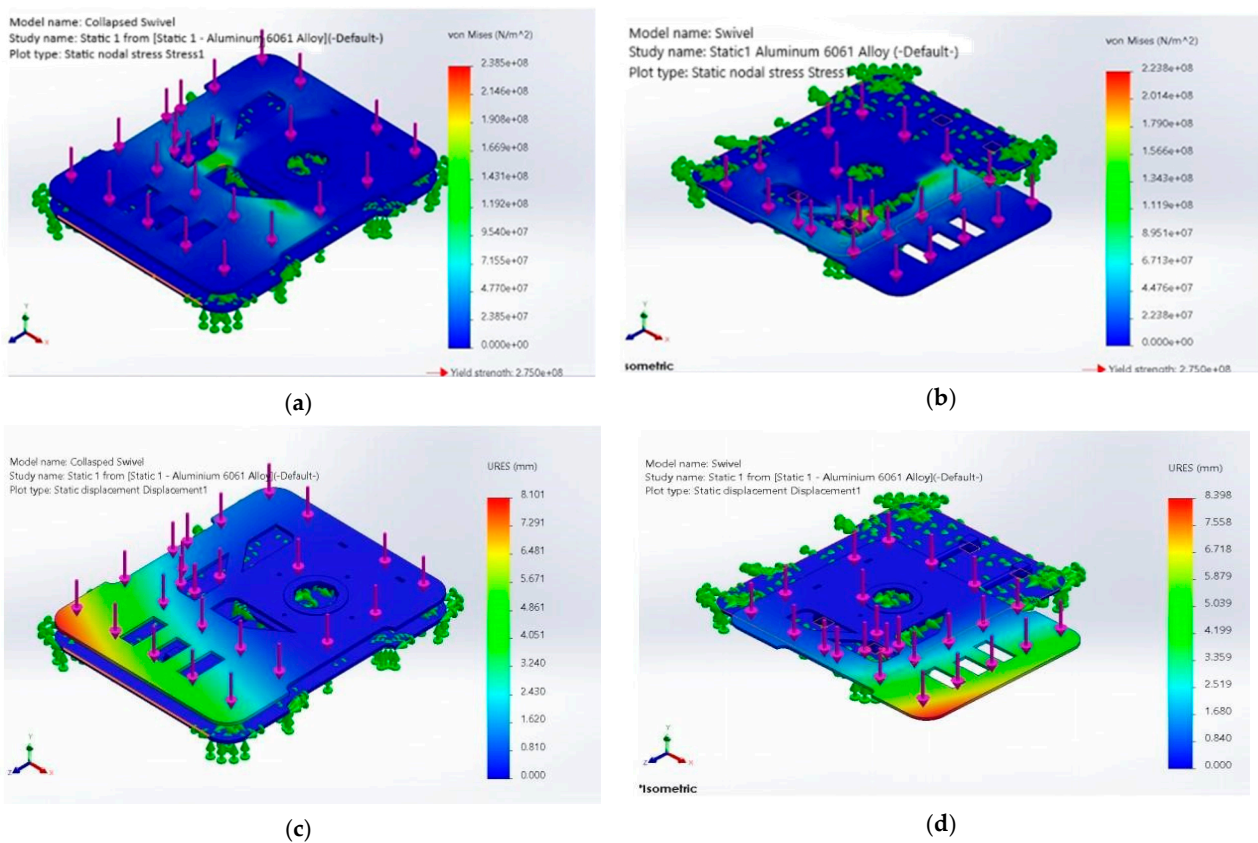 Model name: Collapsed Swivel
Study name: Static 1 from [Static 1 - Aluminum 6061 Alloy](-Default-)
Plot type: Static nodal stress Stress1
von Mises (N/m^2)
2.385e+08
2.146e+08
1.908e+08
1.669e+08
1.431e+08
1.192e+08
9.540e+07
7.155e+07
4.770e+07
2.385e+07
0.000e+00
Yield strength: 2.750e+08
Y
X
(a)
Model name: Swivel
Study name: Static1 Aluminum 6061 Alloy (-Default-)
Plot type: Static nodal stress Stress1
von Mises (N/m^2)
2.238e+08
2.014e+08
1.790e+08
1.566e+08
1.343e+08
1.119e+08
8.951e+07
6.713e+07
4.476e+07
2.238e+07
0.000e+00
Yield strength: 2.750e+08
Y
X
sometric
(b)
Model name: Collasped Swivel
Study name: Static 1 from [Static 1 - Aluminium 6061 Alloy](-Default-)
Plot type: Static displacement Displacement1
URES (mm)
8.101
7.291
6.481
5.671
4.861
4.051
3.240
2.430
1.620
0.810
0.000
Y
Z
X
(c)
Model name: Swivel
Study name: Static 1 from [Static 1 - Aluminium 6061 Alloy](-Default-)
Plot type: Static displacement Displacement1
URES (mm)
8.398
7.558
6.718
5.879
5.039
4.199
3.359
2.519
1.680
0.840
0.000
Y
Z
X
*Isometric
(d)